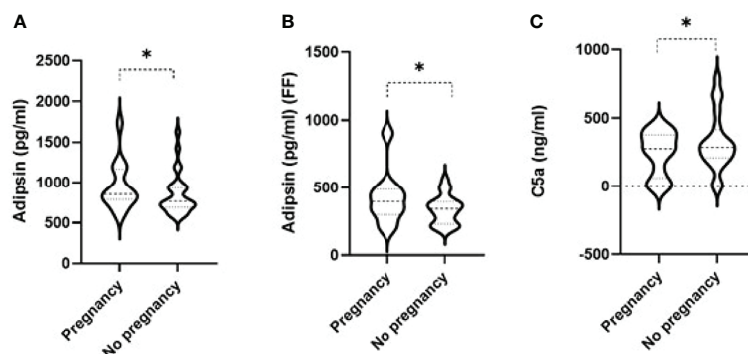 A
Adipsin (pg/ml)
2500
2000
1500
1000
500
0
*
Pregnancy
No pregnancy
B
Adipsin (pg/ml) (FF)
1500
1000
500
0
*
Pregnancy
No pregnancy
C
C5a (ng/ml)
1000
500
0
-500
*
Pregnancy
No pregnancy